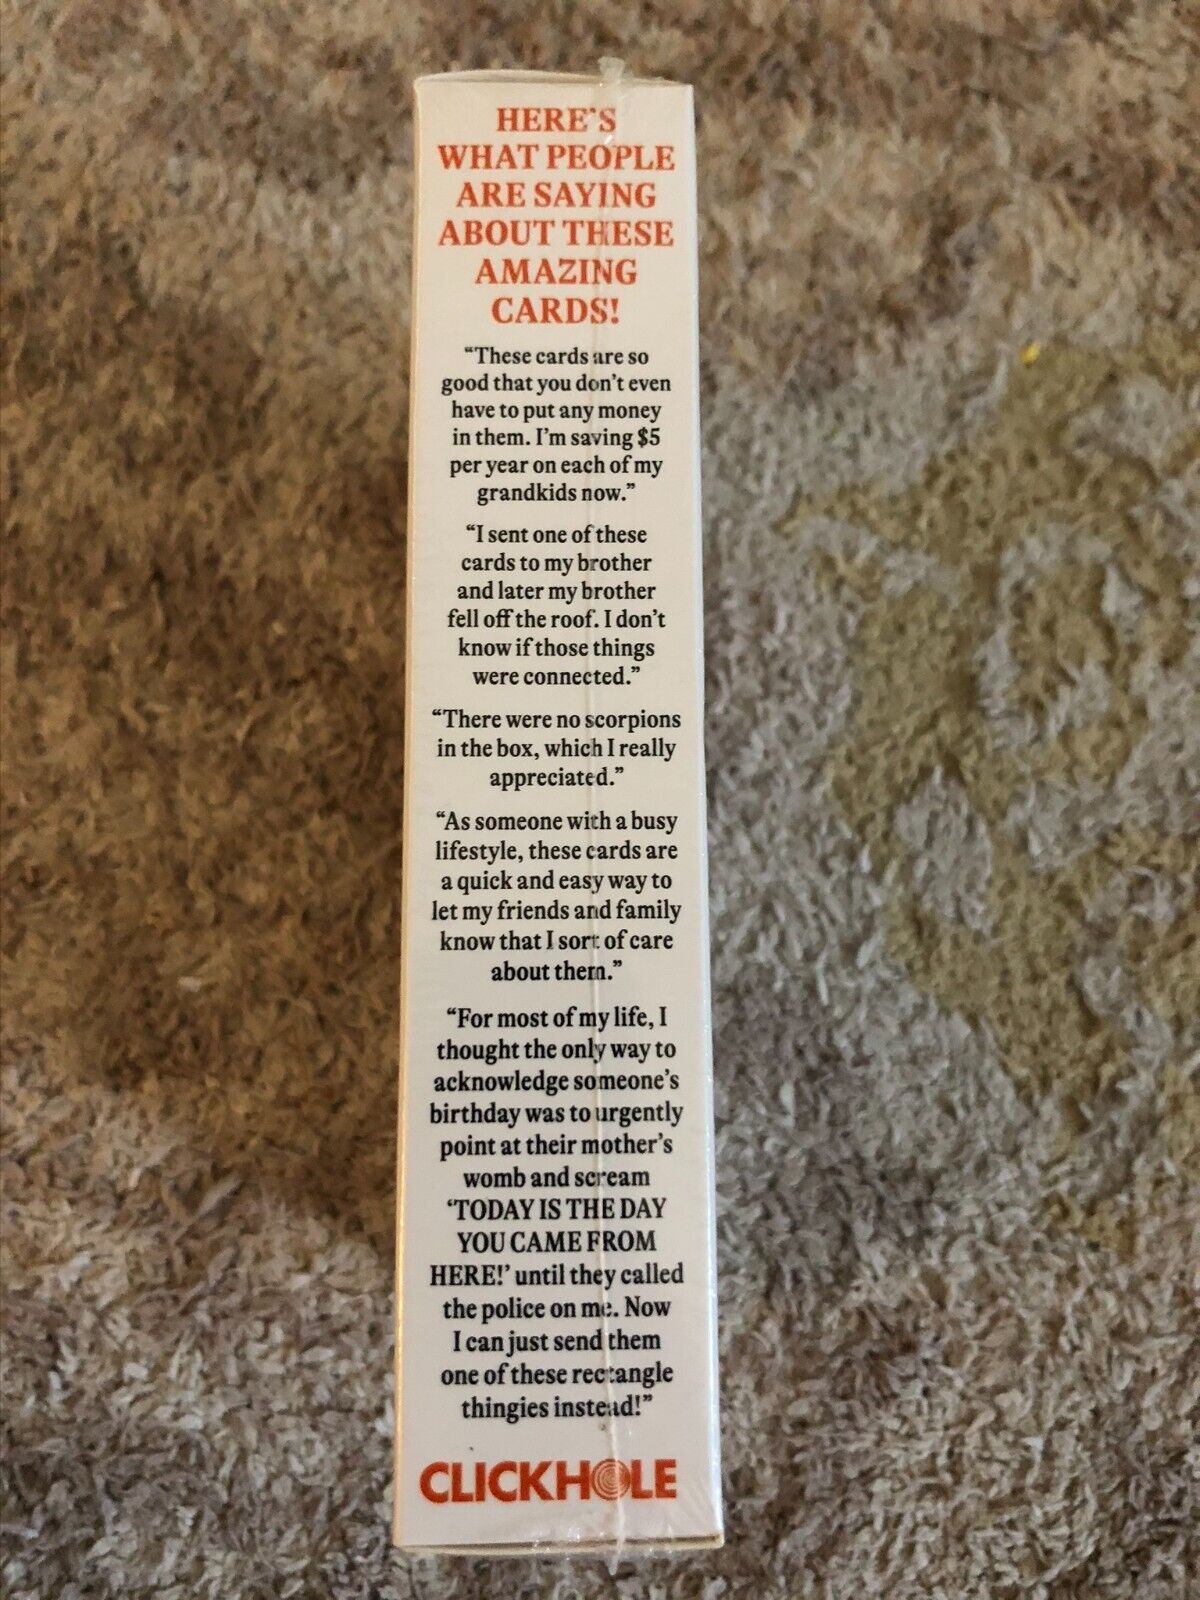 HERE'S
WHAT PEOPLE
ARE SAYING
ABOUT THESE
AMAZING
CARDS!
“These cards are so
good that you don’t even
have to put any money
in them. I’m saving $5
per year on each of my
grandkids now.”
“I sent one of these
cards to my brother
and later my brother
fell off the roof. I don’t
know if those things
were connected.”
“There were no scorpions
in the box, which I really
appreciated.”
“As someone with a busy
lifestyle, these cards are
a quick and easy way to
let my friends and family
know that I sort of care
about them.”
“For most of my life, I
thought the only way to
acknowledge someone’s
birthday was to urgently
point at their mother’s
womb and scream
‘TODAY IS THE DAY
YOU CAME FROM
HERE!’ until they called
the police on me. Now
I can just send them
one of these rectangle
thingies instead!”
CLICKHOLE